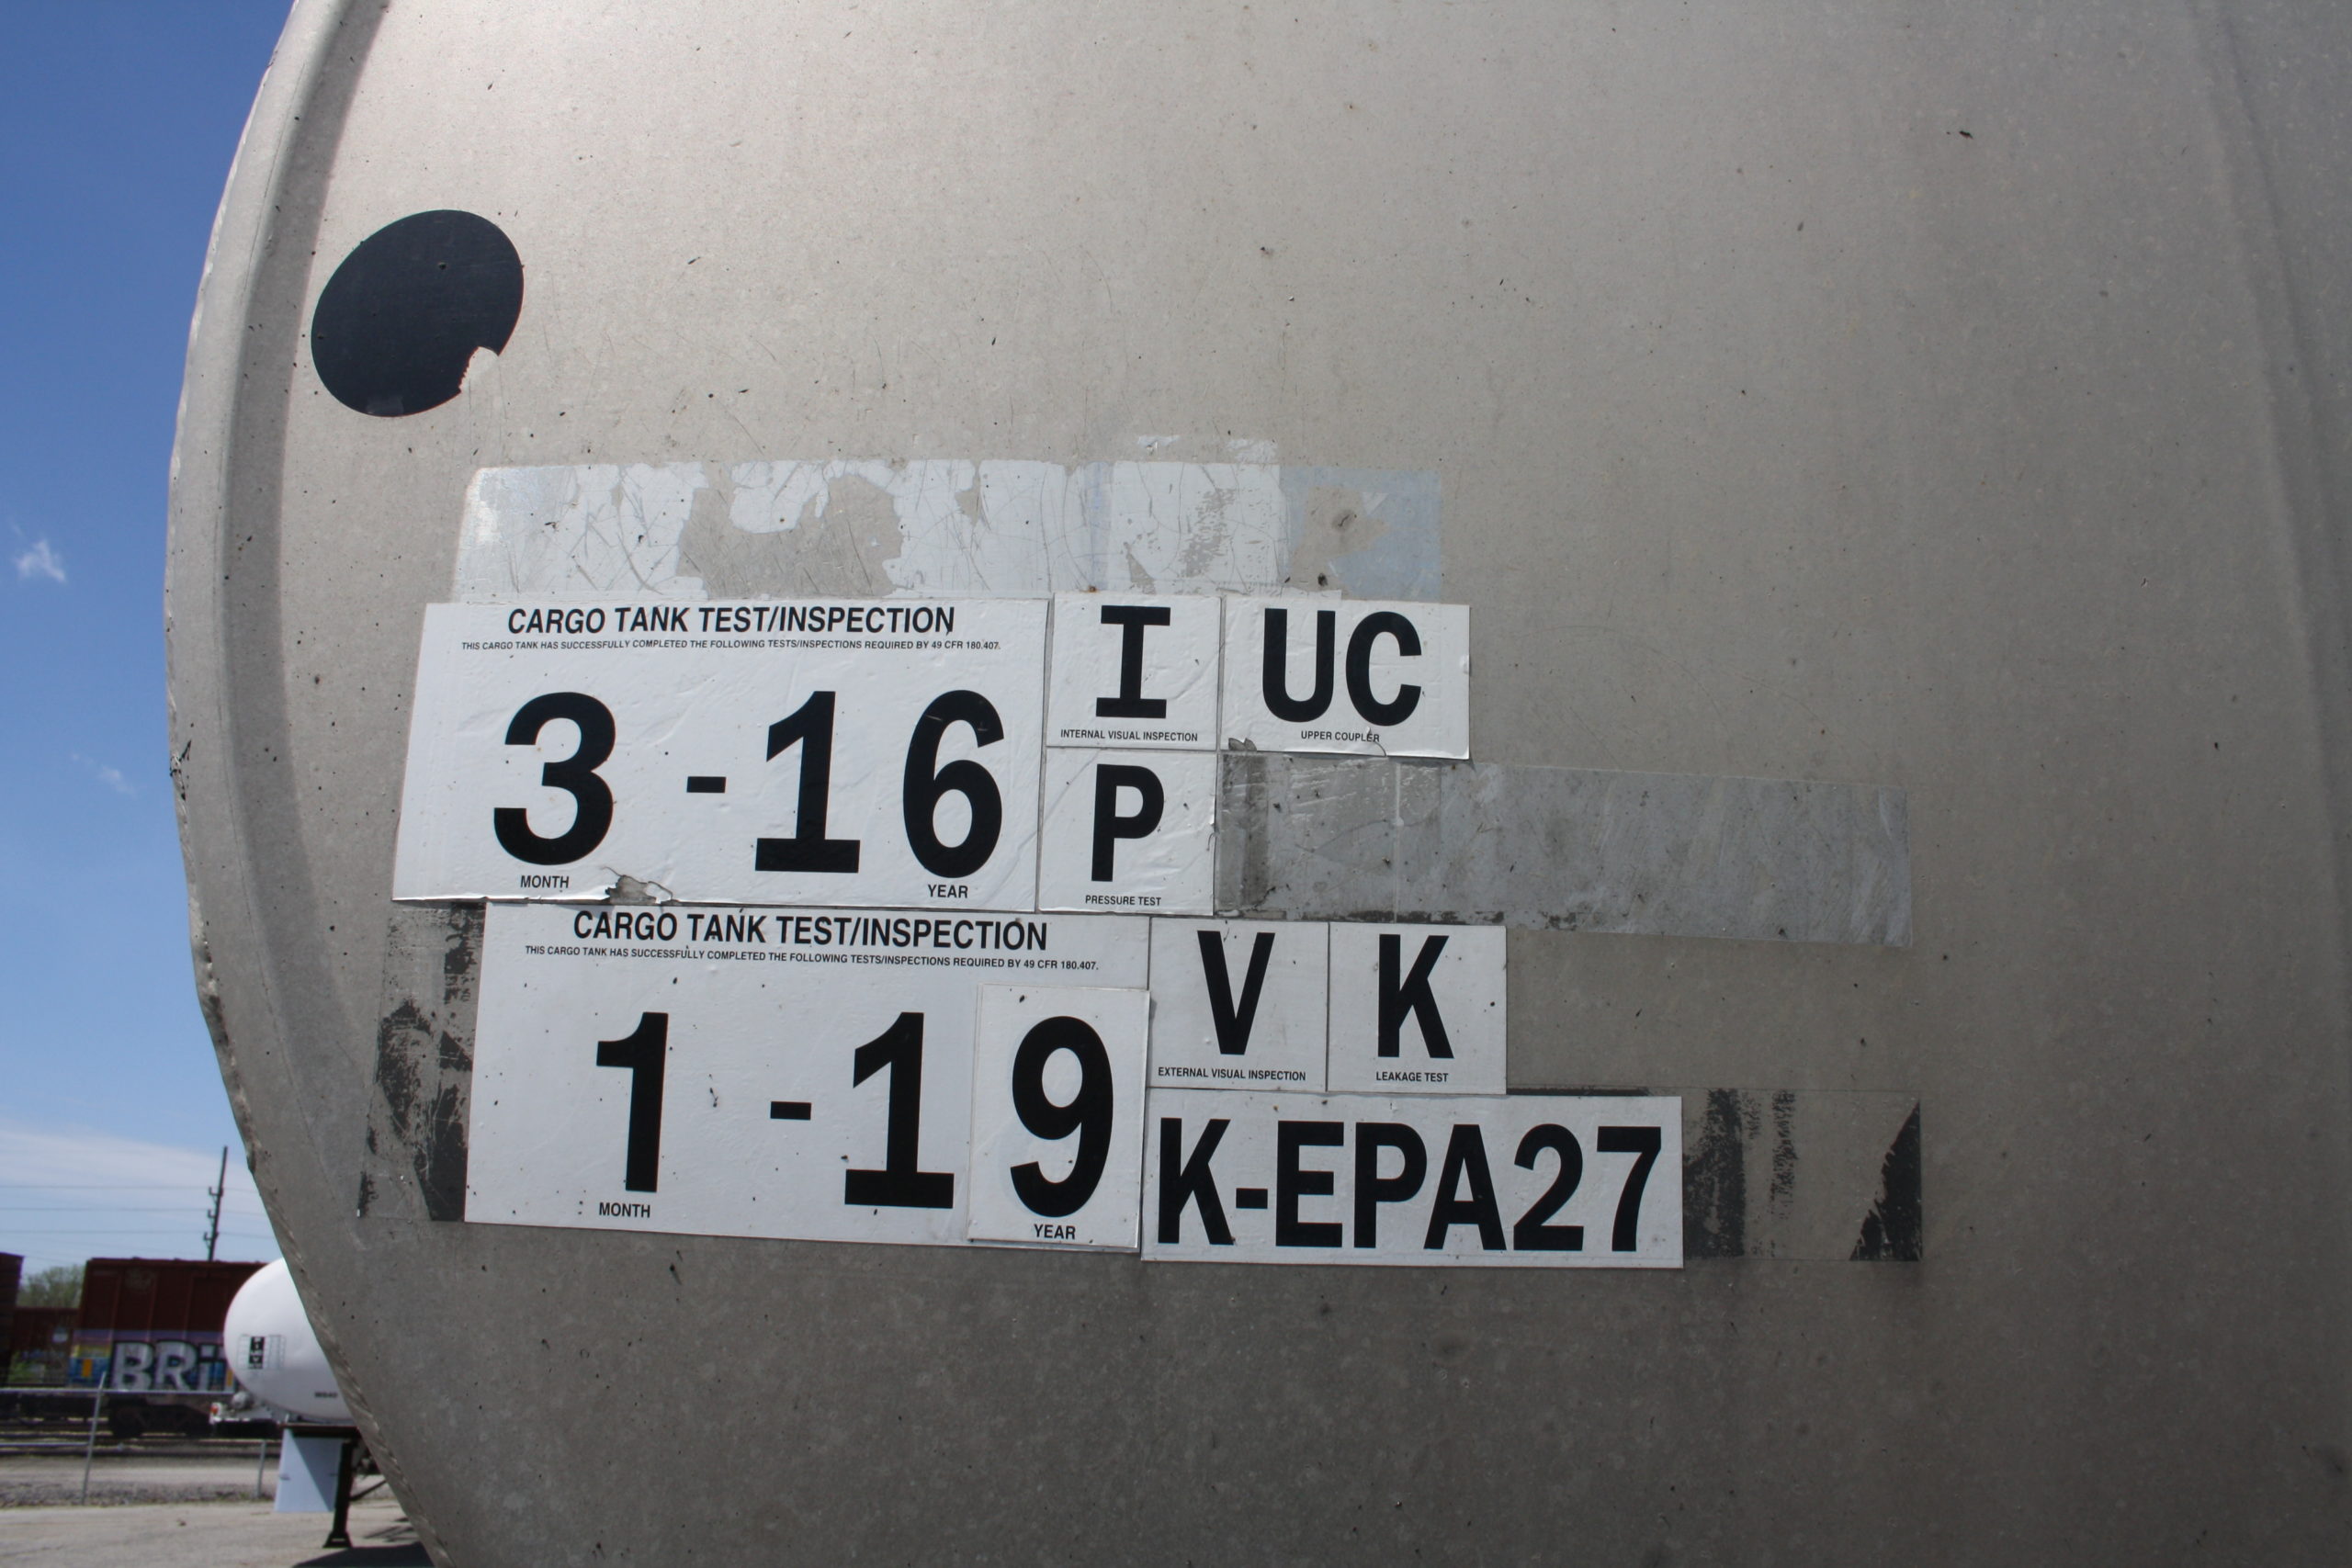 CARGO TANK TEST/INSPECTION
THIS CARGO TANK HAS SUCCESSFULLY COMPLETED THE FOLLOWING TESTS/INSPECTIONS REQUIRED BY 49 CFR 180.407.
3 - 16
MONTH YEAR
I
INTERNAL VISUAL INSPECTION
UC
UPPER COUPLER
P
PRESSURE TEST
CARGO TANK TEST/INSPECTION
THIS CARGO TANK HAS SUCCESSFULLY COMPLETED THE FOLLOWING TESTS/INSPECTIONS REQUIRED BY 49 CFR 180.407.
1 - 19
MONTH YEAR
V
EXTERNAL VISUAL INSPECTION
K
LEAKAGE TEST
K-EPA27